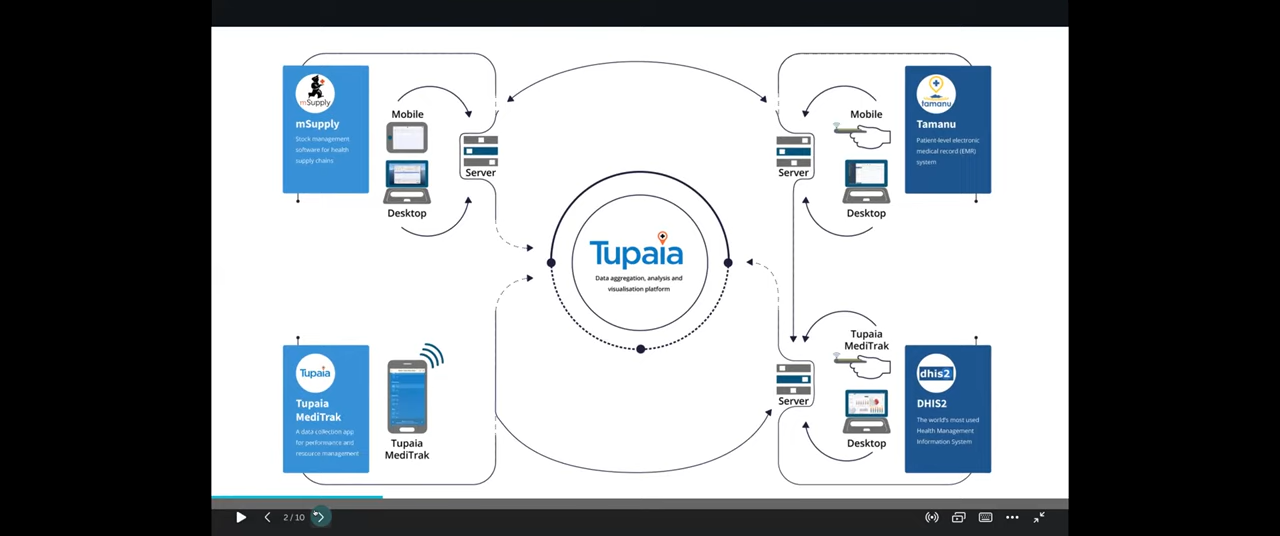 mSupply
mSupply
Stock management
software for health
supply chains
Mobile
Desktop
Server
Mobile
Desktop
Server
tamanu
Tamanu
Patient-level electronic
medical record (EMR)
system
Tupaia
Data aggregation, analysis and
visualisation platform
Tupaia
Tupaia
MediTrak
A data collection app
for performance and
resource management
Tupaia
MediTrak
Server
Tupaia
MediTrak
Desktop
dhis2
DHIS2
The world's most used
Health Management
Information System
2 / 10